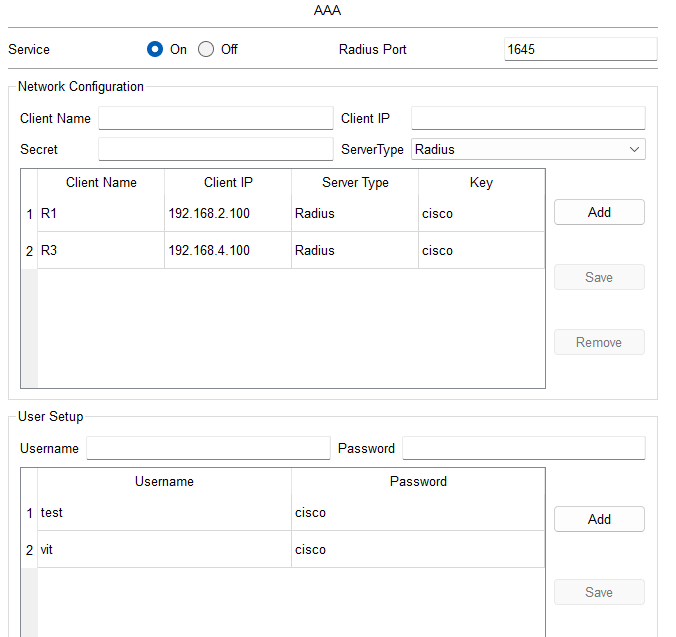 AAA
Service On Off Radius Port 1645
Network Configuration
Client Name Client IP
Secret ServerType Radius
Client Name Client IP Server Type Key
1 R1 192.168.2.100 Radius cisco
Add
2 R3 192.168.4.100 Radius cisco
Save
Remove
User Setup
Username Password
Username Password
1 test cisco
Add
2 vit cisco
Save